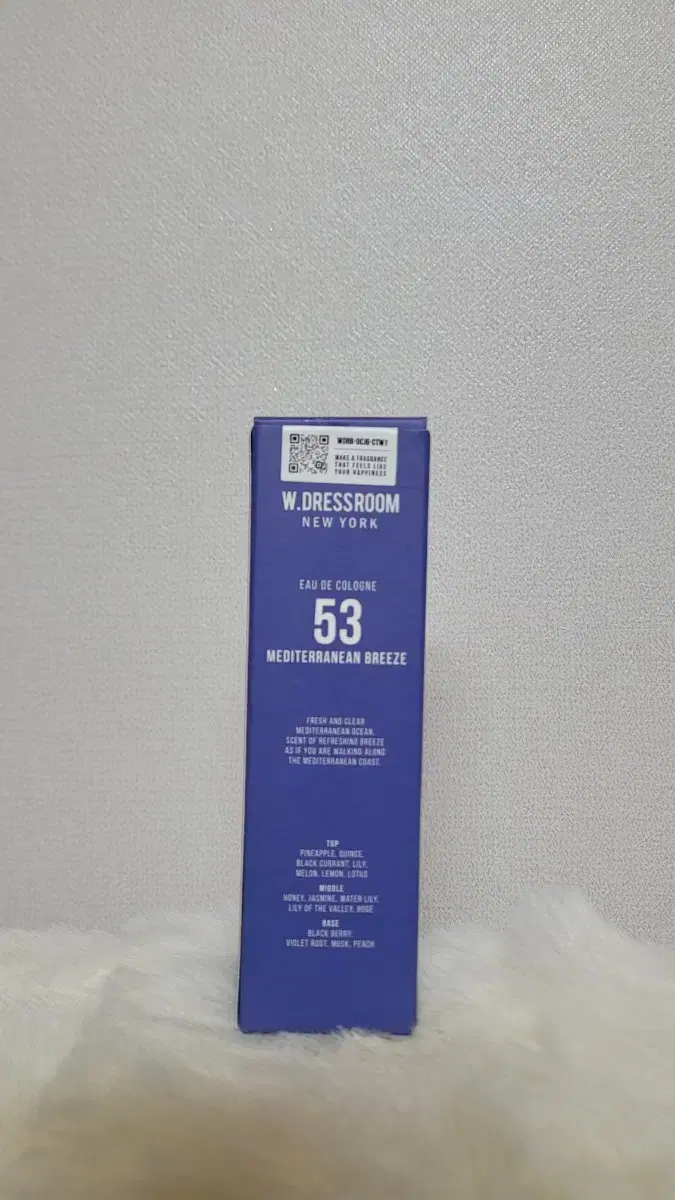 MAKE A FRAGRANCE
THAT FEELS LIKE
YOUR HAPPINESS
W.DRESSROOM
NEW YORK
EAU DE COLOGNE
53
MEDITERRANEAN BREEZE
FRESH AND CLEAR
MEDITERRANEAN OCEAN.
SCENT OF REFRESHING BREEZE
AS IF YOU ARE WALKING ALONG
THE MEDITERRANEAN COAST.
TOP
PINEAPPLE, QUINCE,
BLACK CURRANT, LILY,
MELON, LEMON, LOTUS
MIDDLE
HONEY, JASMINE, WATER LILY,
LILY OF THE VALLEY, ROSE
BASE
BLACK BERRY,
VIOLET ROOT, MUSK, PEACH